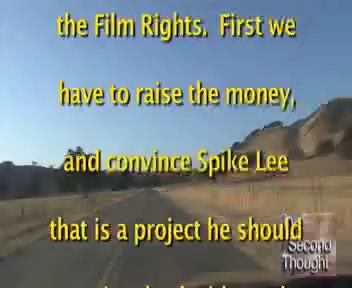 the Film Rights. First we
have to raise the money,
and convince Spike Lee
that is a project he should
On
Second
Thought